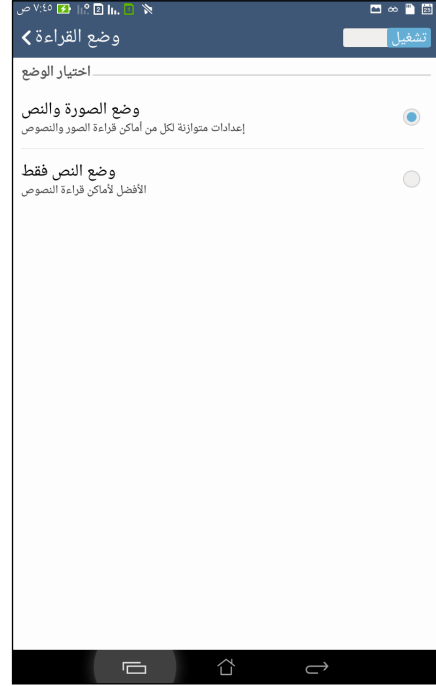 ٧:٤٥ ص
وضع القراءة
تشغيل
اختيار الوضع
وضع الصورة والنص
إعدادات متوازنة لكل من أماكن قراءة الصور والنصوص
وضع النص فقط
الأفضل لأماكن قراءة النصوص